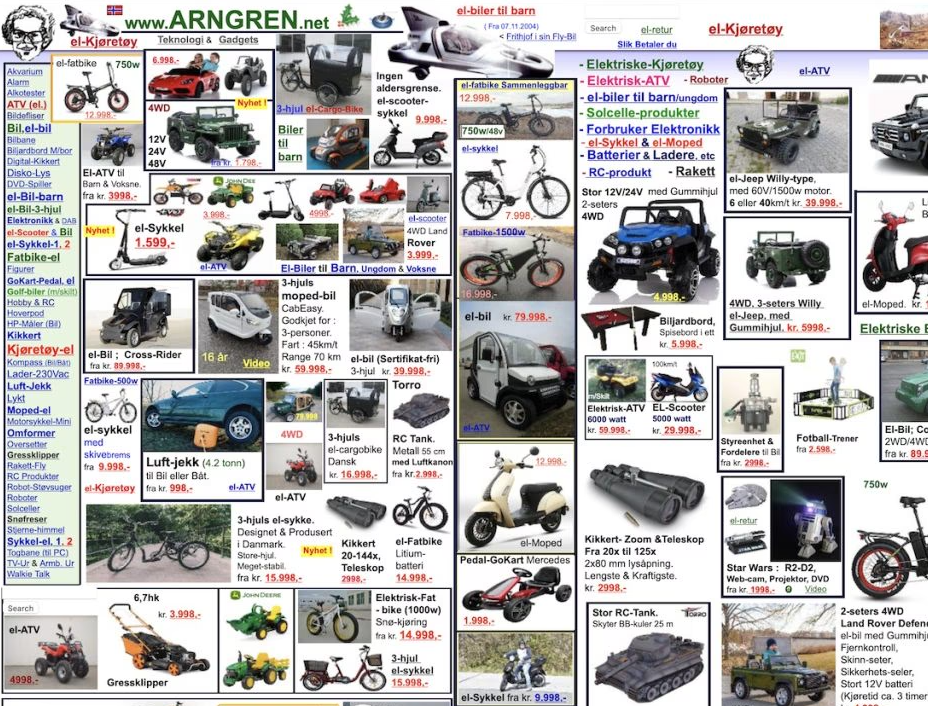 www.ARNGREN.net
Teknologi & Gadgets
el-Kjøretøy
el-biler til barn
( Fra 07.11.2004)
< Frithjof i sin Fly-Bil
Search
el-retur
Slik Betaler du
el-Kjøretøy
el-ATV
Akvarium
Alarm
Alkotester
ATV (el.)
Bildefiser
Bil,el-bil
Bilbane
Biljardbord M/bor
Digital-Kikkert
Disko-Lys
DVD-Spiller
el-Bil-barn
el-Bil-3-hjul
Elektronikk & DAB
el-Scooter & Bil
el-Sykkel-1, 2
Fatbike-el
Figurer
GoKart-Pedal, el
Golf-biler (m/skilt)
Hobby & RC
Hoverpod
HP-Måler (Bil)
Kikkert
Kjøretøy-el
Kompass (Bil/Båt)
Lader-230Vac
Luft-Jekk
Lykt
Moped-el
Motorsykkel-Mini
Omformer
Oversetter
Gressklipper
Rakett-Fly
RC Produkter
Robot-Støvsuger
Roboter
Solceller
Snøfreser
Stjerne-himmel
Sykkel-el. 1, 2
Togbane (til PC)
TV-Ur & Armb. Ur
Walkie Talk
Search
el-fatbike
750w
12.998,-
6.998,-
Nyhet !
4WD
12V
24V
48V
fra kr. 1.798,-
El-ATV til
Barn & Voksne.
fra kr. 3998,-
3-hjul el-Cargo-Bike
Biler
til
barn
Ingen
aldersgrense.
el-scooter-
sykkel
9.998,-
Nyhet !
el-Sykkel
1.599,-
3.998,-
el-ATV
4998,-
el-scooter
4WD Land
Rover
3.999,-
El-Biler til Barn, Ungdom & Voksne
el-Bil ; Cross-Rider
fra kr. 89.998,-
16 år
Video
3-hjuls
moped-bil
CabEasy.
Godkjet for :
3-personer.
Fart : 45km/t
Range 70 km
kr. 59.998,-
el-bil (Sertifikat-fri)
3-hjul kr. 39.998,-
Fatbike-500w
el-sykkel
med
skivebrems
fra kr. 9.998,-
el-Kjøretøy
Luft-jekk (4.2 tonn)
til Bil eller Båt.
fra kr. 998,-
el-ATV
79.998
4WD
el-ATV
3-hjuls
el-cargobike
Dansk
kr. 16.998,-
Torro
RC Tank.
Metall 55 cm
med Luftkanon
fra kr.2.998,-
3-hjuls el-sykke.
Designet & Produsert
i Danmark.
Store-hjul.
Meget-stabil.
fra kr. 15.998,-
Nyheet !
Kikkert
20-144x,
Teleskop
2998,-
el-Fatbike
Litium-
batteri
14.998,-
el-ATV
4998,-
6,7hk
kr. 3.998,-
Gressklipper
JOHN DEERE
Elektrisk-Fat
- bike (1000w)
Snø-kjøring
fra kr. 14.998,-
3-hjul
el-sykkel
15.998,-
el-fatbike Sammenleggbar
12.998,-
750w/48v
el-sykkel
7.998,-
Fatbike-1500w
16.998,-
el-bil kr. 79.998,-
el-ATV
12.998,-
el-Moped
Pedal-GoKart Mercedes
1.998,-
el-Sykkel fra kr. 9.998,-
- Elektriske-Kjøretøy
- Elektrisk-ATV
- Roboter
- el-biler til barn/ungdom
- Solcelle-produkter
- Forbruker Elektronikk
- el-Sykkel & el-Moped
- Batterier & Ladere, etc
- RC-produkt
- Rakett
Stor 12V/24V med Gummihjul
2-seters
4WD
4.998,-
Biljardbord,
Spisebord i ett
kr. 5.998,-
m/Skilt
Elektrisk-ATV
6000 watt
kr. 59.998,-
100km/t
EL-Scooter
5000 watt
kr. 29.998,-
Kikkert- Zoom &Teleskop
Fra 20x til 125x
2x80 mm lysåpning.
Lengste & Kraftigste.
kr. 2998,-
Stor RC-Tank.
Skyter BB-kuler 25 m
Torro
el-Jeep Willy-type,
med 60V/1500w motor.
6 eller 40km/t kr. 39.998,-
4WD, 3-seters Willy
el-Jeep, med
Gummihjul. kr. 5998,-
Styreenhet &
Fordelere til Bil
fra kr. 2998,-
Fotball-Trener
fra kr. 2.598,-
el-retur
Star Wars : R2-D2,
Web-cam, Projektor, DVD
fra kr. 1998,-
Video
2-seters 4WD
Land Rover Defen
el-bil med Gummihju
Fjernkontroll,
Skinn-seter,
Sikkerhets-seler,
Stort 12V batteri
(Kjøretid ca. 3 timer
el-Moped. kr.
Elektriske
El-Bil; Co
2WD/4WD
fra kr. 89.9
750w